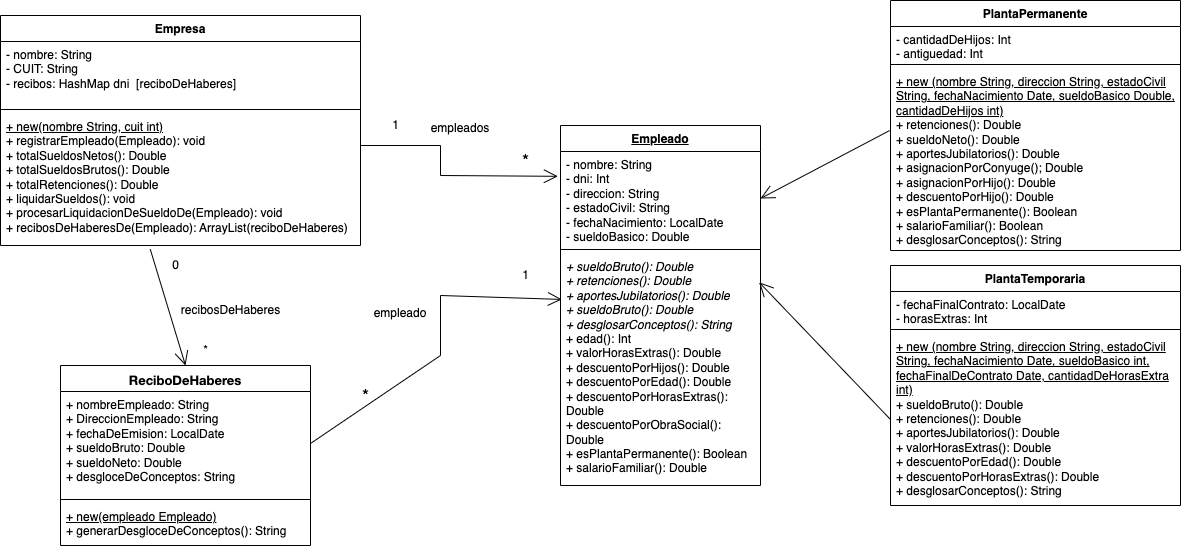 Empresa
- nombre: String
- CUIT: String
- recibos: HashMap dni  [reciboDeHaberes]
+ new(nombre String, cuit int)
+ registrarEmpleado(Empleado): void
+ totalSueldosNetos(): Double
+ totalSueldosBrutos(): Double
+ totalRetenciones(): Double
+ liquidarSueldos(): void
+ procesarLiquidacionDeSueldoDe(Empleado): void
+ recibosDeHaberesDe(Empleado): ArrayList(reciboDeHaberes)
1
empleados
*
0
recibosDeHaberes
*
ReciboDeHaberes
+ nombreEmpleado: String
+ DireccionEmpleado: String
+ fechaDeEmision: LocalDate
+ sueldoBruto: Double
+ sueldoNeto: Double
+ desgloceDeConceptos: String
+ new(empleado Empleado)
+ generarDesgloceDeConceptos(): String
1
empleado
*
Empleado
- nombre: String
- dni: Int
- direccion: String
- estadoCivil: String
- fechaNacimiento: LocalDate
- sueldoBasico: Double
+ sueldoBruto(): Double
+ retenciones(): Double
+ aportesJubilatorios(): Double
+ sueldoBruto(): Double
+ desglosarConceptos(): String
+ edad(): Int
+ valorHorasExtras(): Double
+ descuentoPorHijos(): Double
+ descuentoPorEdad(): Double
+ descuentoPorHorasExtras():
Double
+ descuentoPorObraSocial():
Double
+ esPlantaPermanente(): Boolean
+ salarioFamiliar(): Double
PlantaPermanente
- cantidadDeHijos: Int
- antiguedad: Int
+ new (nombre String, direccion String, estadoCivil
String, fechaNacimiento Date, sueldoBasico Double,
cantidadDeHijos int)
+ retenciones(): Double
+ sueldoNeto(): Double
+ aportesJubilatorios(): Double
+ asignacionPorConyuge(); Double
+ asignacionPorHijo(): Double
+ descuentoPorHijo(): Double
+ esPlantaPermanente(): Boolean
+ salarioFamiliar(): Boolean
+ desglosarConceptos(): String
PlantaTemporaria
- fechaFinalContrato: LocalDate
- horasExtras: Int
+ new (nombre String, direccion String, estadoCivil
String, fechaNacimiento Date, sueldoBasico int,
fechaFinalDeContrato Date, cantidadDeHorasExtra
int)
+ sueldoBruto(): Double
+ retenciones(): Double
+ aportesJubilatorios(): Double
+ valorHorasExtras(): Double
+ descuentoPorEdad(): Double
+ descuentoPorHorasExtras(): Double
+ desglosarConceptos(): String